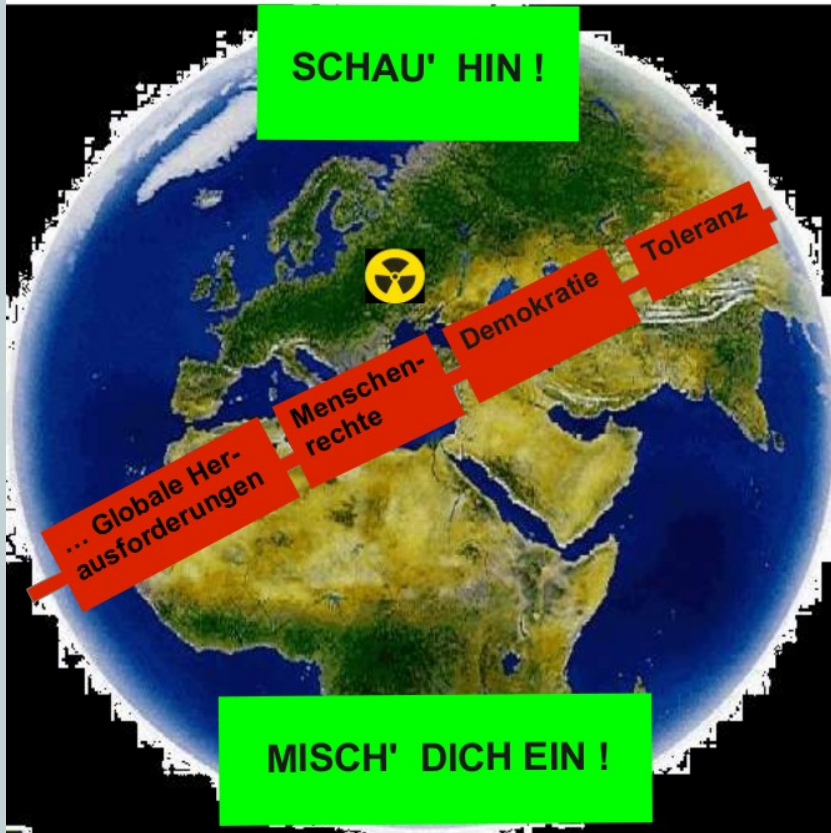 SCHAU' HIN !
... Globale Her-
ausforderungen
Menschen-
rechte
Demokratie
Toleranz
MISCH' DICH EIN !